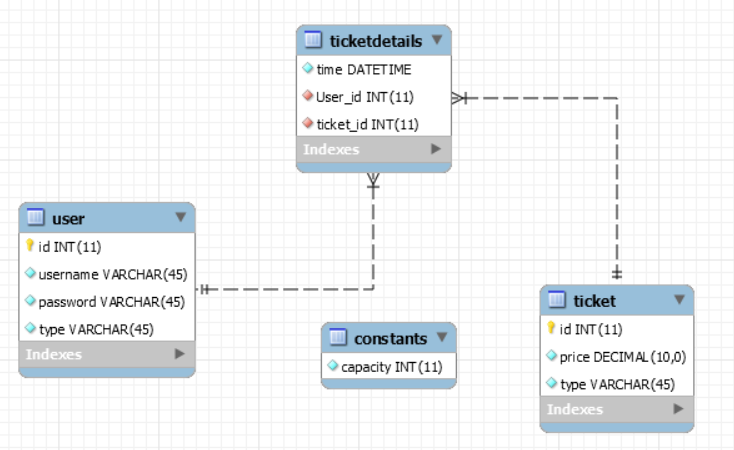 ticketdetails
time DATETIME
User_id INT(11)
ticket_id INT(11)
Indexes
user
id INT(11)
username VARCHAR(45)
password VARCHAR(45)
type VARCHAR(45)
Indexes
constants
capacity INT(11)
ticket
id INT(11)
price DECIMAL(10,0)
type VARCHAR(45)
Indexes